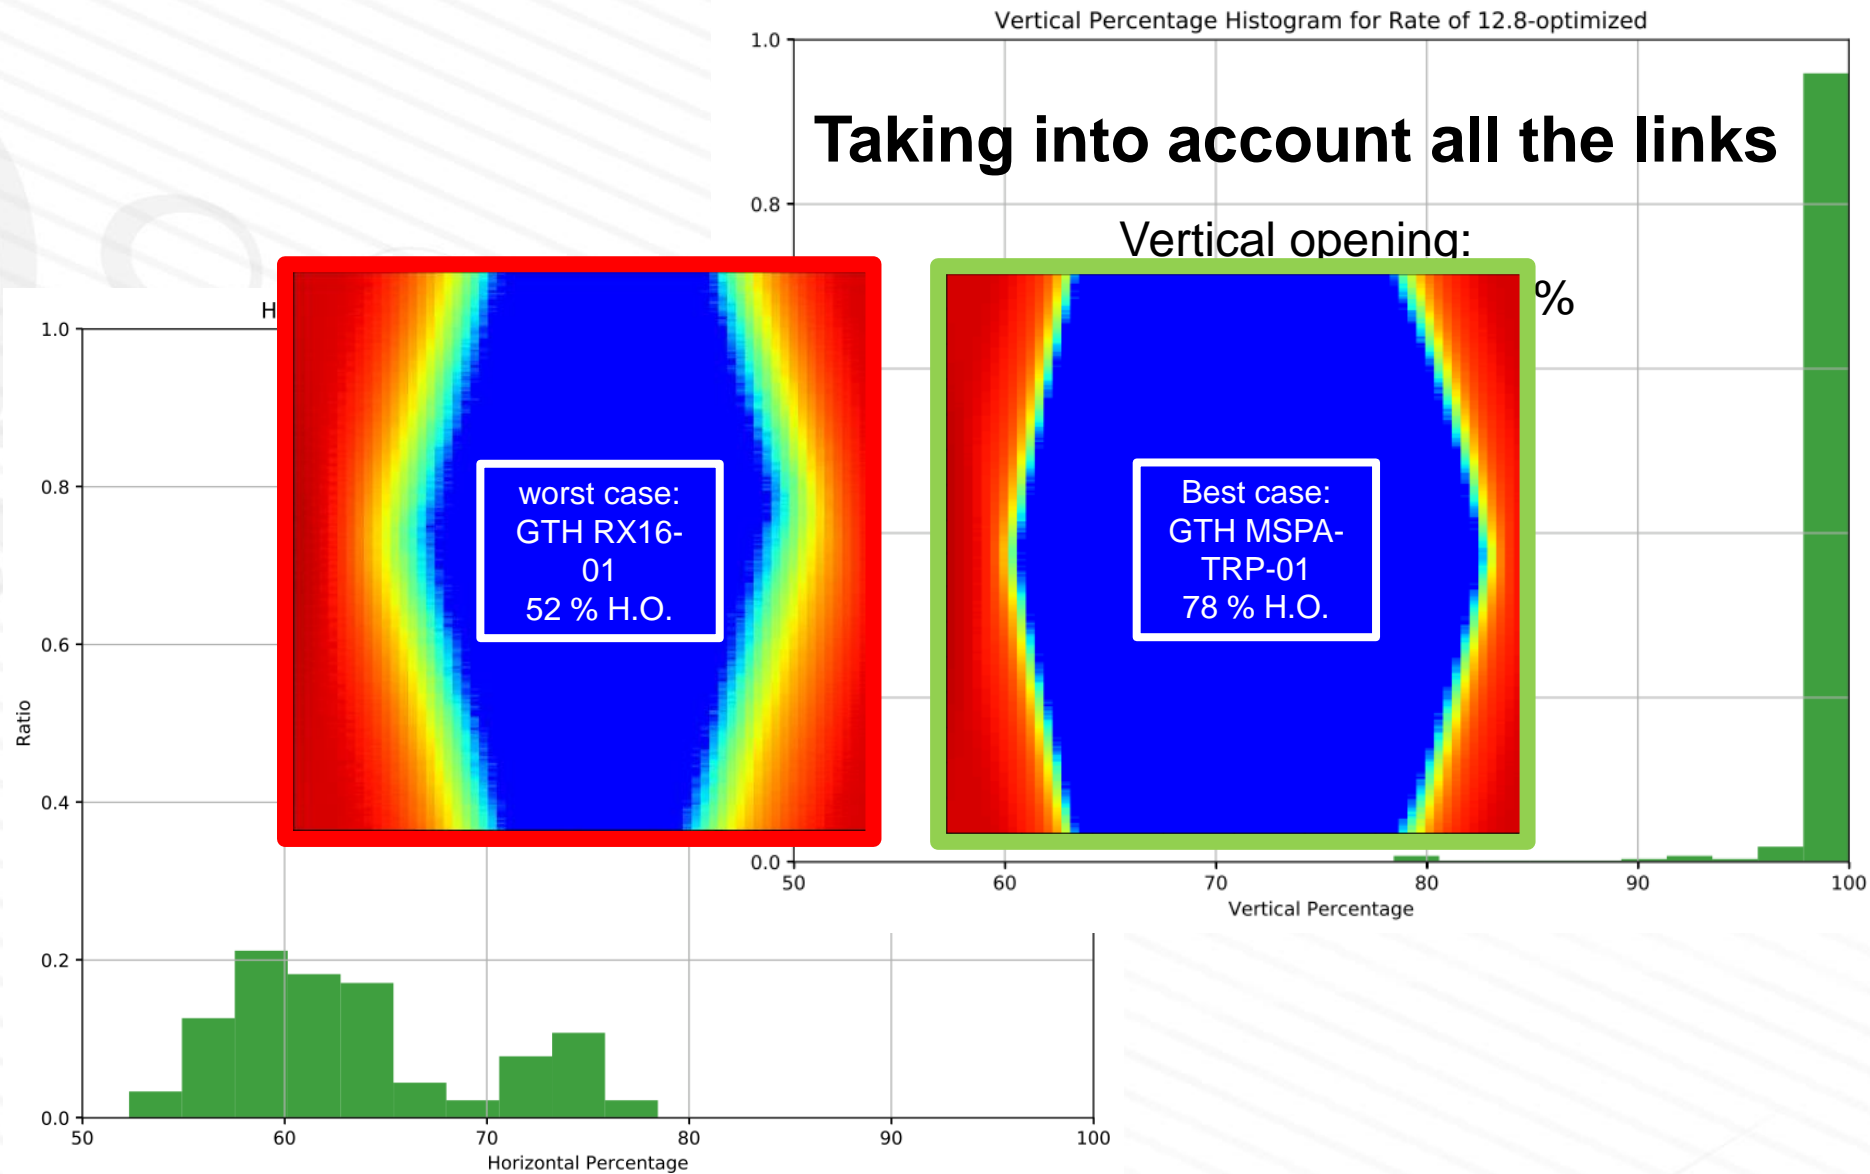 Vertical Percentage Histogram for Rate of 12.8-optimized
1.0
Taking into account all the links
0.8
Vertical opening:
%
H
1.0
0.8
0.6
0.4
0.2
0.0
Ratio
worst case:
GTH RX16-
01
52 % H.O.
Best case:
GTH MSPA-
TRP-01
78 % H.O.
0.0
50
60
70
80
90
100
Vertical Percentage
50
60
70
80
90
100
Horizontal Percentage